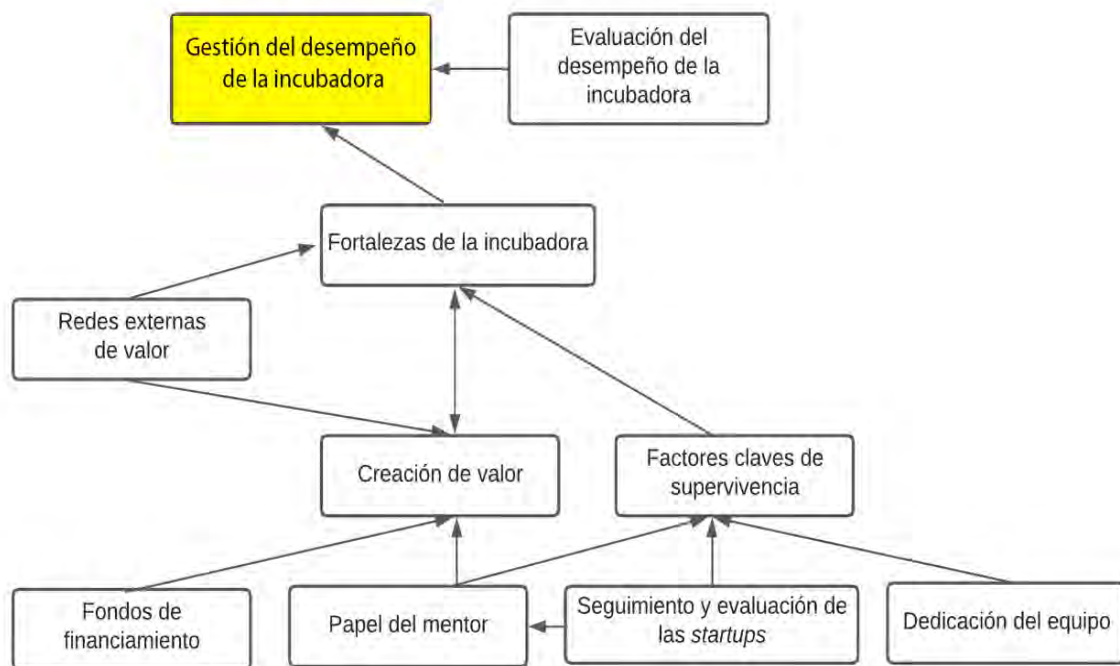 Gestión del desempeño
de la incubadora
Evaluación del
desempeño de la
incubadora
Fortalezas de la incubadora
Redes externas
de valor
Creación de valor
Factores claves de
supervivencia
Fondos de
financiamiento
Papel del mentor
Seguimiento y evaluación de
las startups
Dedicación del equipo